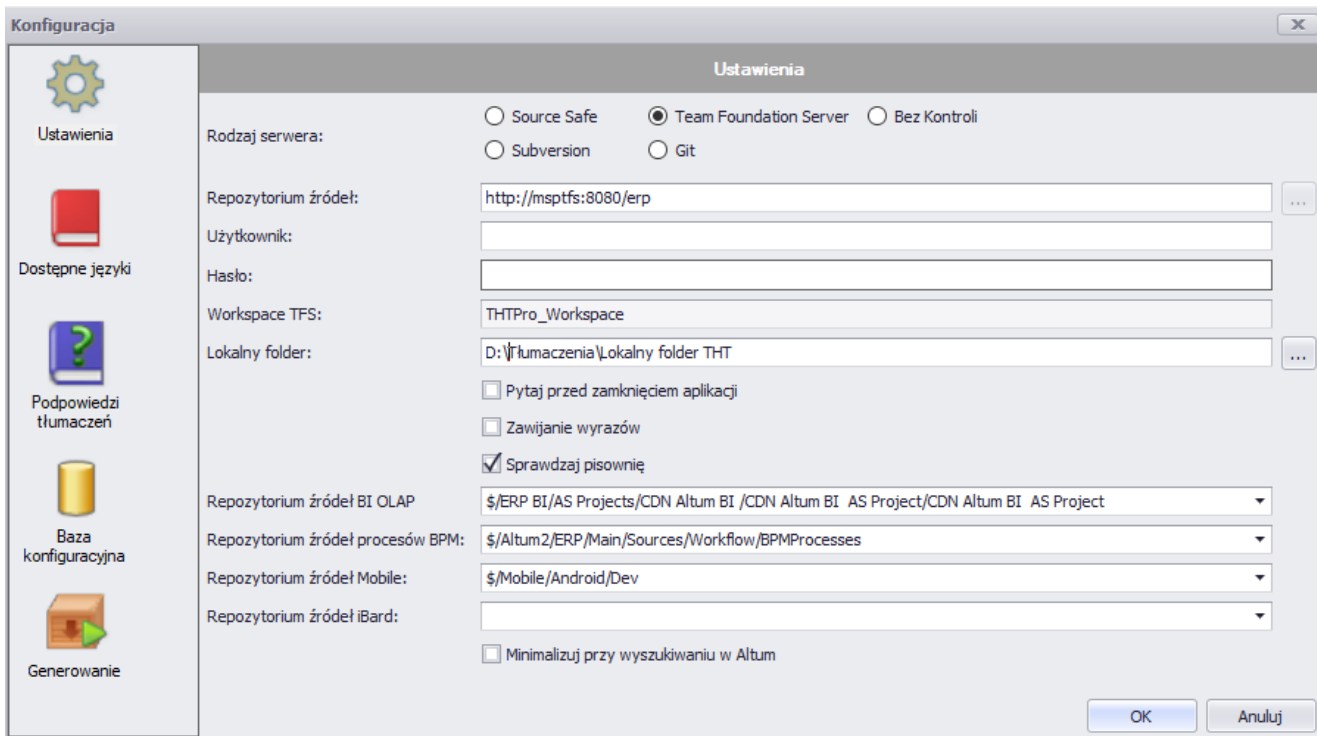 Konfiguracja
Ustawienia
Ustawienia
Dostępne języki
Podpowiedzi
tłumaczeń
Baza
konfiguracyjna
Generowanie
Rodzaj serwera:
Source Safe
Team Foundation Server
Bez Kontroli
Subversion
Git
Repozytorium źródeł:
http://msptfs:8080/erp
...
Użytkownik:
Hasło:
Workspace TFS:
THTPro_Workspace
Lokalny folder:
D:\Tłumaczenia\Lokalny folder THT
...
Pytaj przed zamknięciem aplikacji
Zawijanie wyrazów
Sprawdzaj pisownię
Repozytorium źródeł BI OLAP
$/ERP BI/AS Projects/CDN Altum BI /CDN Altum BI  AS Project/CDN Altum BI  AS Project
Repozytorium źródeł procesów BPM:
$/Altum2/ERP/Main/Sources/Workflow/BPMProcesses
Repozytorium źródeł Mobile:
$/Mobile/Android/Dev
Repozytorium źródeł iBard:
Minimalizuj przy wyszukiwaniu w Altum
OK
Anuluj